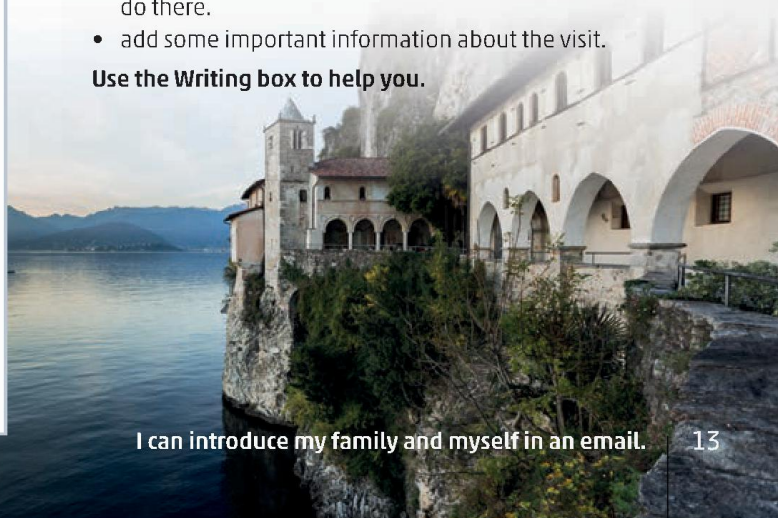 do there.
• add some important information about the visit.
Use the Writing box to help you.
I can introduce my family and myself in an email. 13